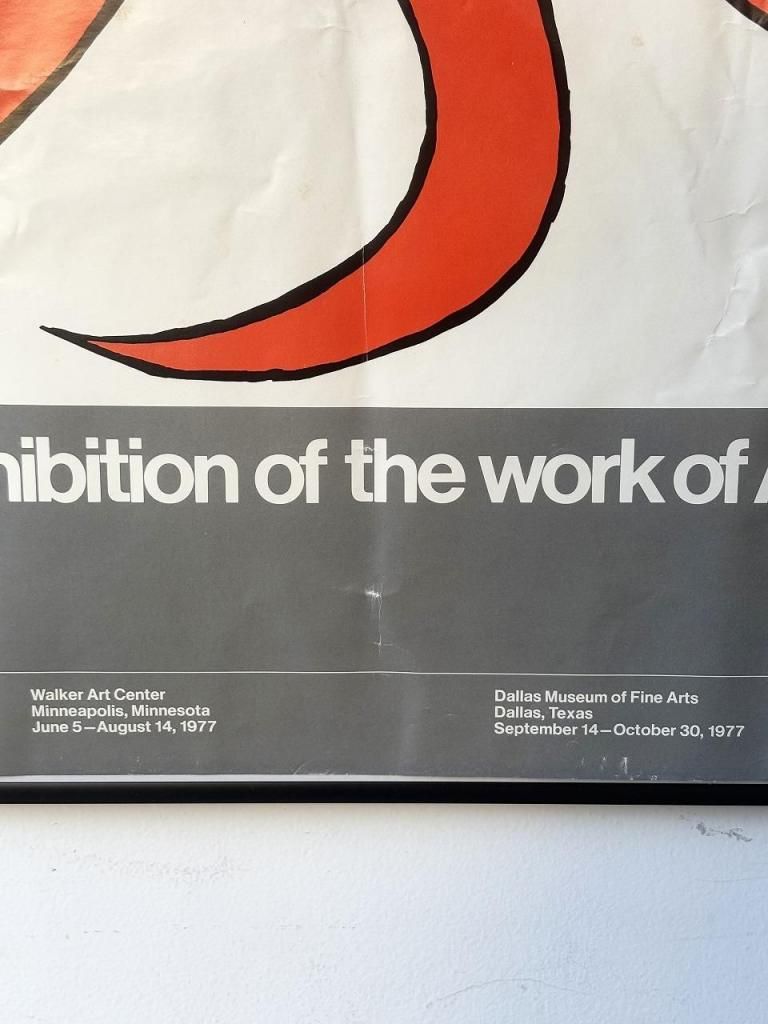 hibition of the work of A
Walker Art Center
Minneapolis, Minnesota
June 5—August 14, 1977
Dallas Museum of Fine Arts
Dallas, Texas
September 14—October 30, 1977